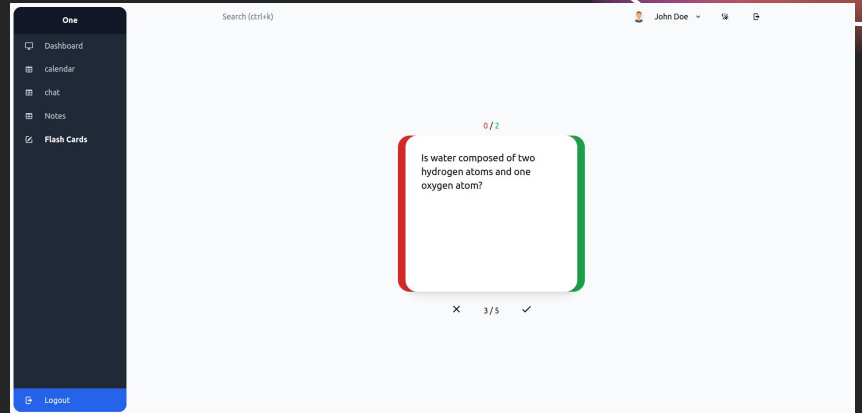 One
Search (ctrl+k)
John Doe
Dashboard
calendar
chat
Notes
Flash Cards
0 / 2
Is water composed of two
hydrogen atoms and one
oxygen atom?
3 / 5
Logout